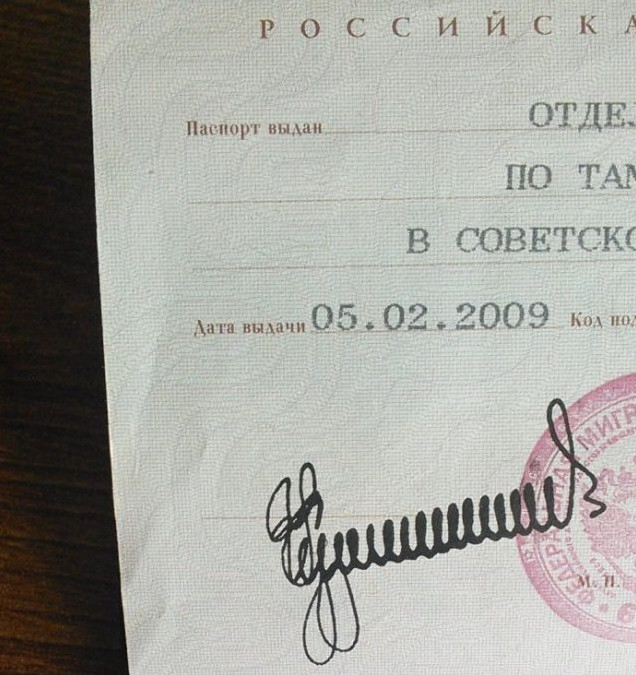 РОССИЙСКА
Паспорт выдан ОТДЕЛ
ПО ТАМ
В СОВЕТСКО
Дата выдачи 05.02.2009 Код под
М. П.